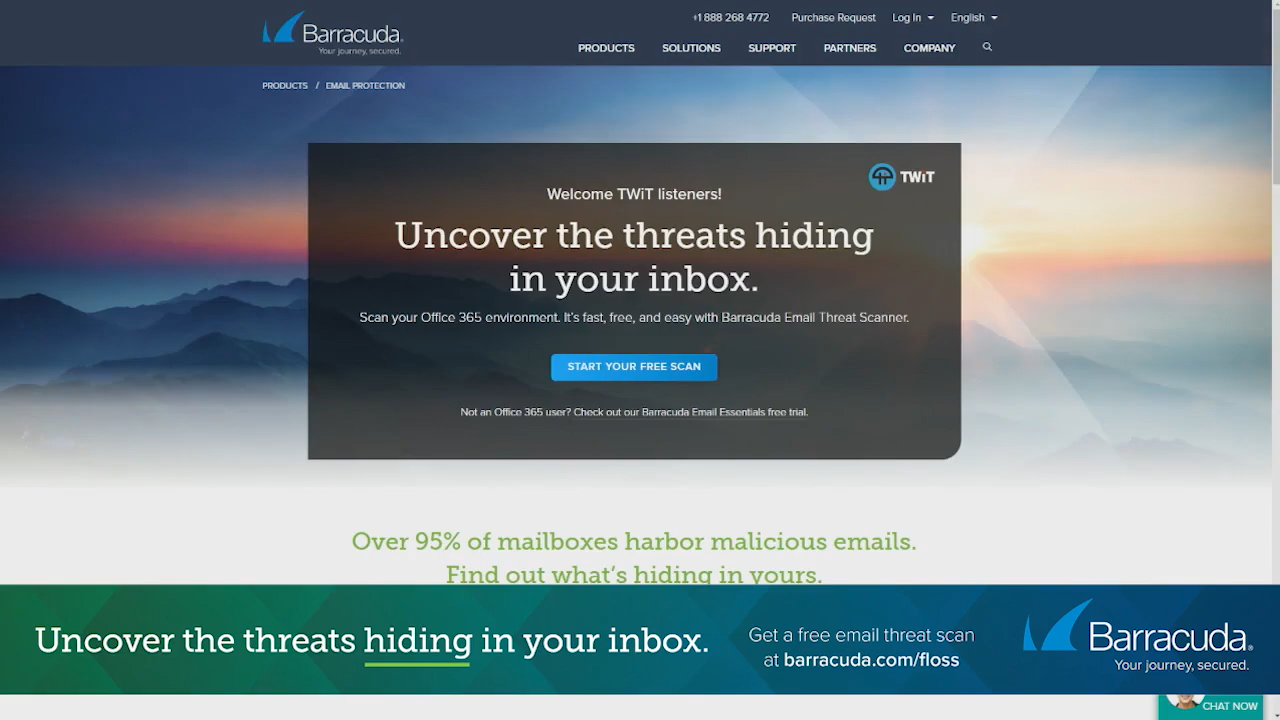 +1 888 268 4772 Purchase Request Log In English
Barracuda.
Your journey, secured.
PRODUCTS SOLUTIONS SUPPORT PARTNERS COMPANY
PRODUCTS / EMAIL PROTECTION
TWiT
Welcome TWiT listeners!
Uncover the threats hiding
in your inbox.
Scan your Office 365 environment. It's fast, free, and easy with Barracuda Email Threat Scanner.
START YOUR FREE SCAN
Not an Office 365 user? Check out our Barracuda Email Essentials free trial.
Over 95% of mailboxes harbor malicious emails.
Find out what's hiding in yours.
Uncover the threats hiding in your inbox.
Get a free email threat scan
at barracuda.com/floss
Barracuda®
Your journey, secured.
CHAT NOW